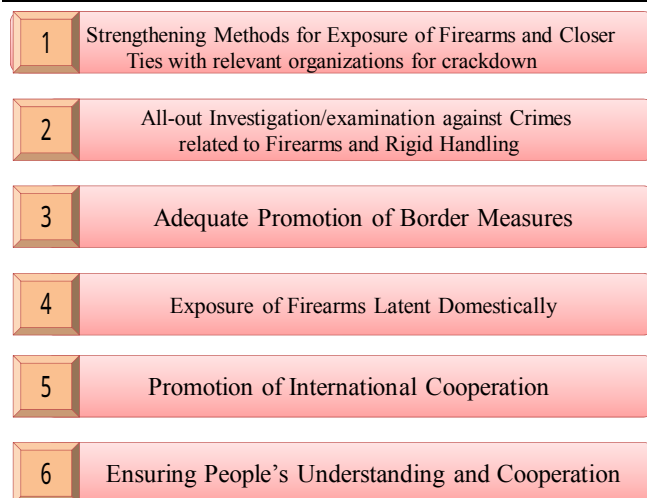 1
Strengthening Methods for Exposure of Firearms and Closer
Ties with relevant organizations for crackdown
2
All-out Investigation/examination against Crimes
related to Firearms and Rigid Handling
3
Adequate Promotion of Border Measures
4
Exposure of Firearms Latent Domestically
5
Promotion of International Cooperation
6
Ensuring People’s Understanding and Cooperation